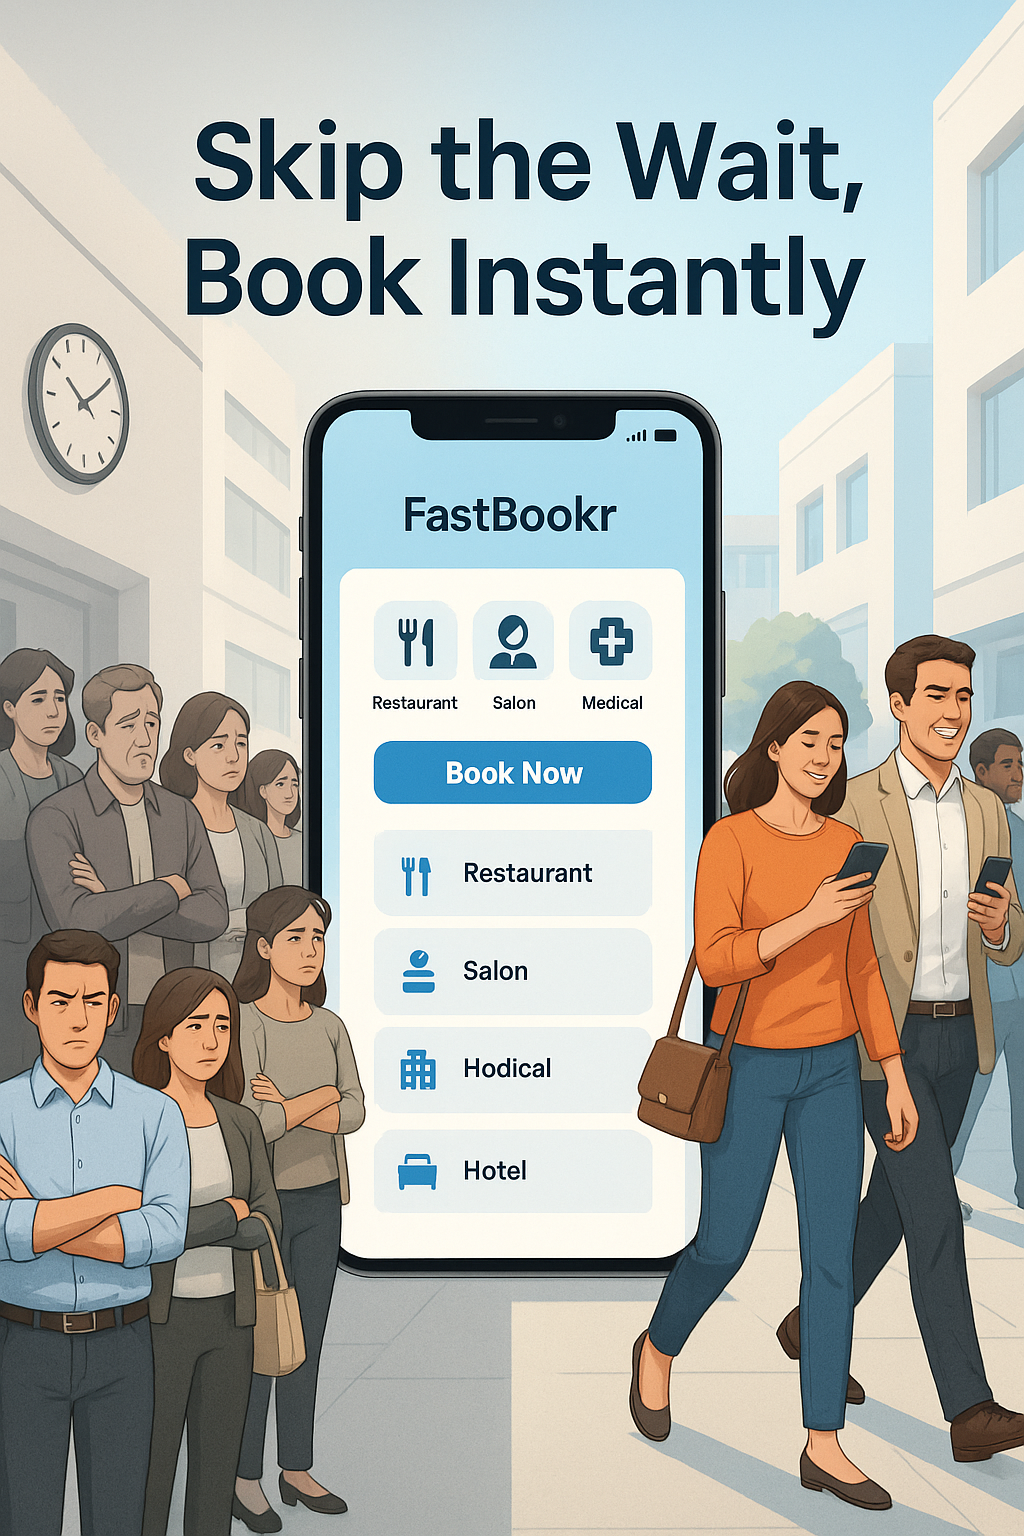 Skip the Wait,
Book Instantly
FastBookr
Restaurant Salon Medical
Book Now
Restaurant
Salon
Hodical
Hotel